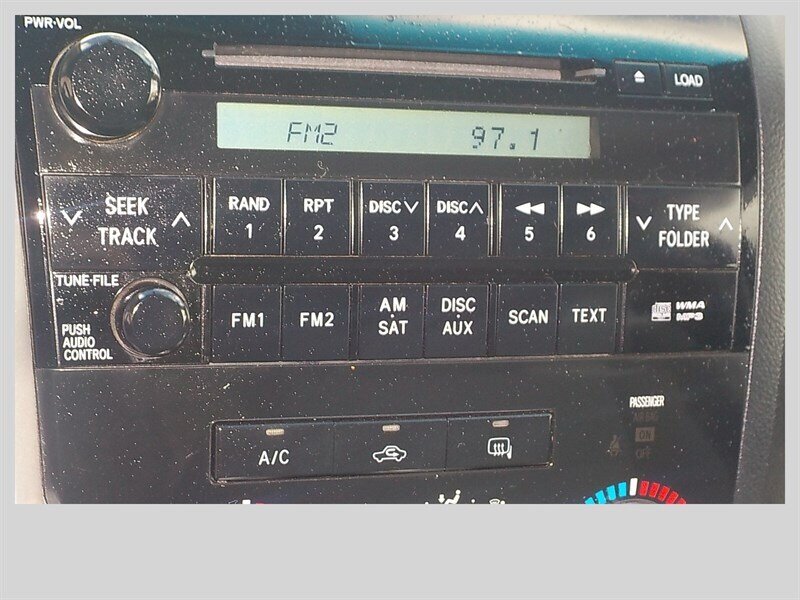 PWR·VOL
LOAD
FM2 97.1
SEEK
TRACK
RAND
1
RPT
2
DISC
3
DISC
4
5
6
TYPE
FOLDER
TUNE·FILE
PUSH
AUDIO
CONTROL
FM1
FM2
AM
SAT
DISC
AUX
SCAN
TEXT
WMA
MP3
A/C
PASSENGER
ON
OFF